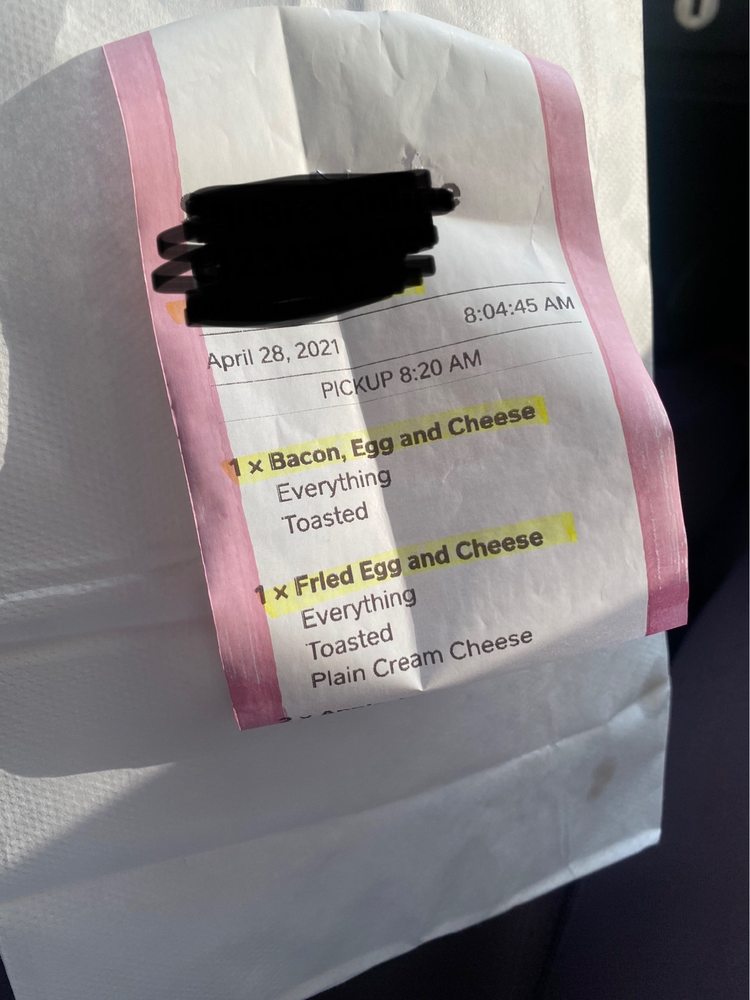 8:04:45 AM
April 28, 2021
PICKUP 8:20 AM
1 × Bacon, Egg and Cheese
Everything
Toasted
1 × Fried Egg and Cheese
Everything
Toasted
Plain Cream Cheese